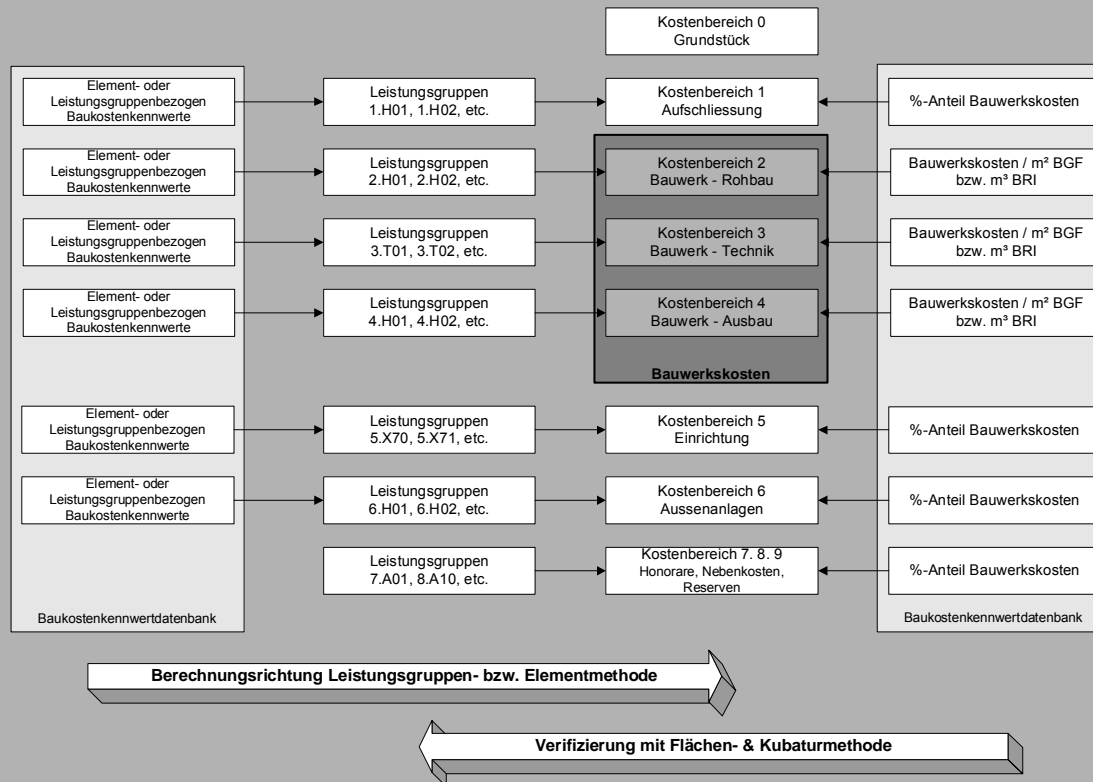 Kostenbereich 0
Grundstück
Element- oder
Leistungsgruppenbezogen
Baukostenkennwerte
Leistungsgruppen
1.H01, 1.H02, etc.
Kostenbereich 1
Aufschliessung
%-Anteil Bauwerkskosten
Element- oder
Leistungsgruppenbezogen
Baukostenkennwerte
Leistungsgruppen
2.H01, 2.H02, etc.
Kostenbereich 2
Bauwerk - Rohbau
Bauwerkskosten / m² BGF
bzw. m³ BRI
Element- oder
Leistungsgruppenbezogen
Baukostenkennwerte
Leistungsgruppen
3.T01, 3.T02, etc.
Kostenbereich 3
Bauwerk - Technik
Bauwerkskosten / m² BGF
bzw. m³ BRI
Element- oder
Leistungsgruppenbezogen
Baukostenkennwerte
Leistungsgruppen
4.H01, 4.H02, etc.
Kostenbereich 4
Bauwerk - Ausbau
Bauwerkskosten / m² BGF
bzw. m³ BRI
Bauwerkskosten
Element- oder
Leistungsgruppenbezogen
Baukostenkennwerte
Leistungsgruppen
5.X70, 5.X71, etc.
Kostenbereich 5
Einrichtung
%-Anteil Bauwerkskosten
Element- oder
Leistungsgruppenbezogen
Baukostenkennwerte
Leistungsgruppen
6.H01, 6.H02, etc.
Kostenbereich 6
Aussenanlagen
%-Anteil Bauwerkskosten
Leistungsgruppen
7.A01, 8.A10, etc.
Kostenbereich 7. 8. 9
Honorare, Nebenkosten,
Reserven
%-Anteil Bauwerkskosten
Baukostenkennwertdatenbank
Baukostenkennwertdatenbank
Berechnungsrichtung Leistungsgruppen- bzw. Elementmethode
Verifizierung mit Flächen- & Kubaturmethode